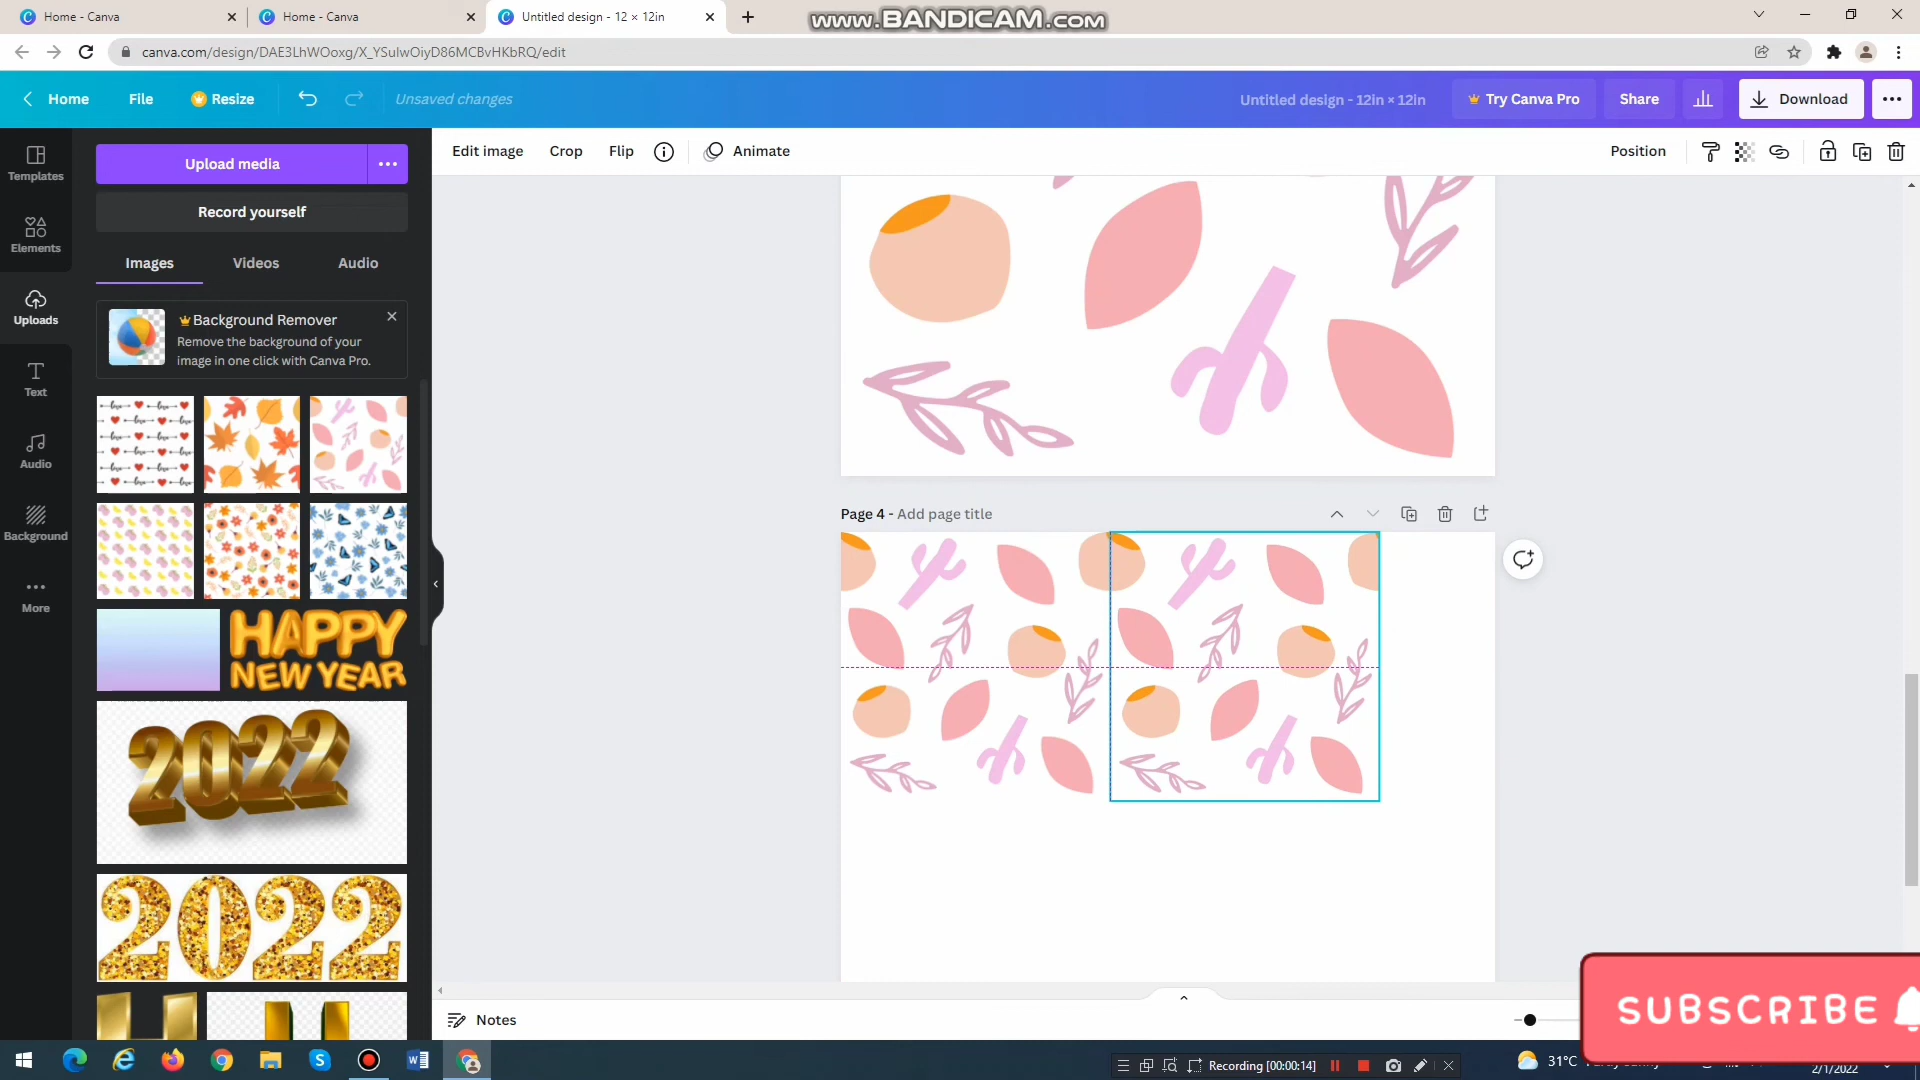 Home - Canva
Home - Canva
Untitled design - 12 × 12in
www.BANDICAM.com
canva.com/design/DAE3LhWOoxg/X_YSulwOiyD86MCBvHKbRQ/edit
Home
File
Resize
Unsaved changes
Untitled design - 12in × 12in
Try Canva Pro
Share
Download
Templates
Elements
Uploads
Text
Audio
Background
More
Upload media
Record yourself
Images
Videos
Audio
Background Remover
Remove the background of your
image in one click with Canva Pro.
HAPPY
NEW YEAR
2022
2022
Edit image
Crop
Flip
Animate
Position
Page 4 - Add page title
Notes
SUBSCRIBE
Recording [00:00:14]
31°C
2/1/2022